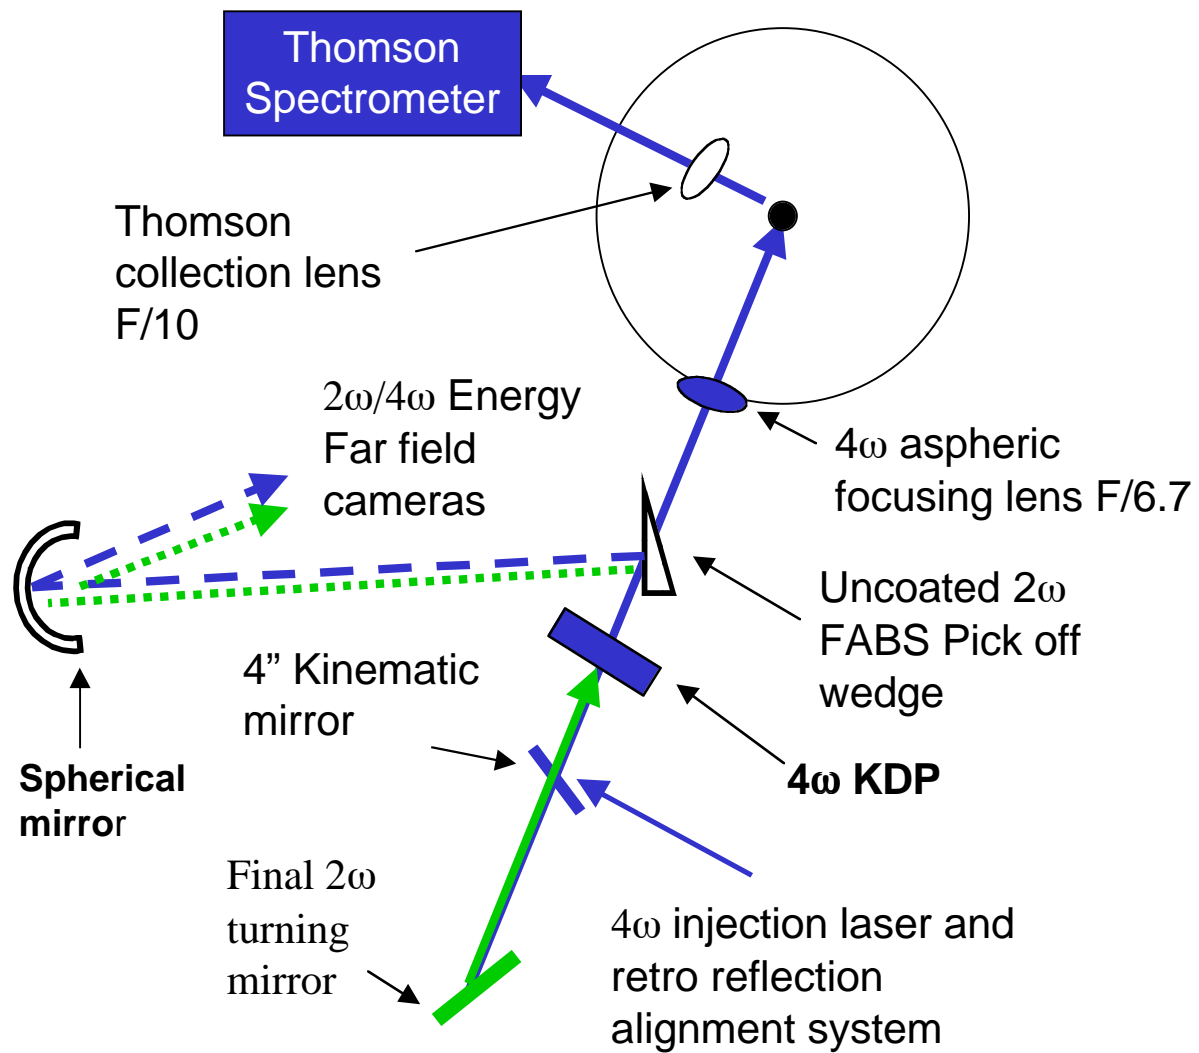 Thomson
Spectrometer
Thomson
collection lens
F/10
2ω/4ω Energy
Far field
cameras
4ω aspheric
focusing lens F/6.7
Uncoated 2ω
FABS Pick off
wedge
4” Kinematic
mirror
4ω KDP
Spherical
mirror
Final 2ω
turning
mirror
4ω injection laser and
retro reflection
alignment system